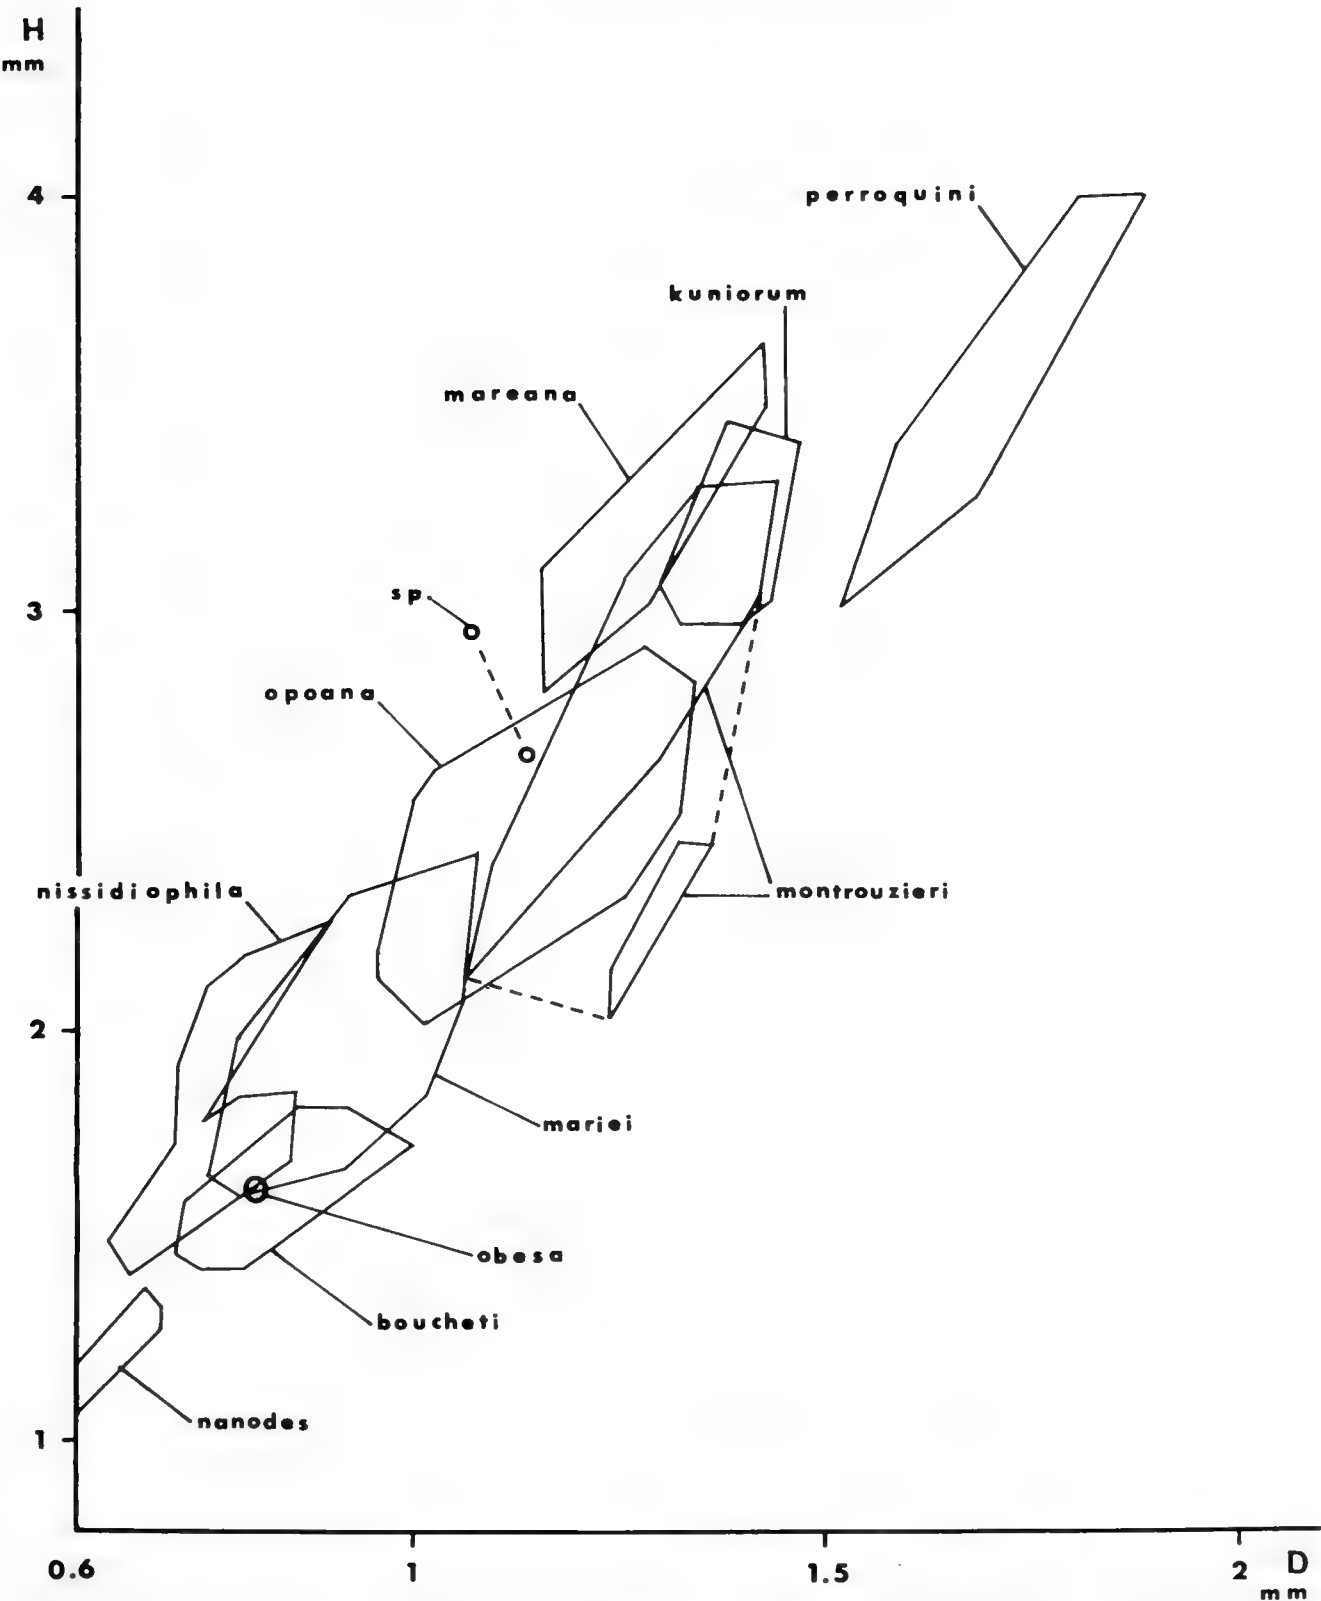 H
mm
4
perroquini
kuniorum
mareana
3
sp
opoana
nissidiophila
montrouzieri
2
mariei
obesa
boucheti
nanodes
1
0.6
1
1.5
2
D
mm